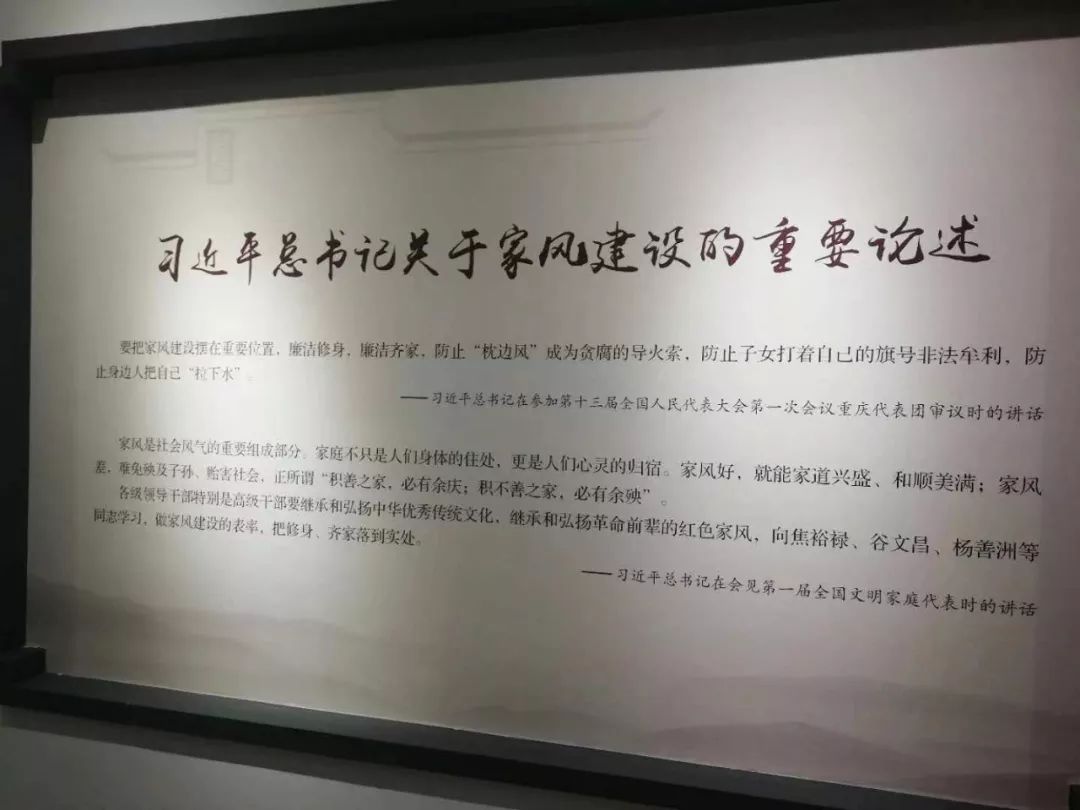 习近平总书记关于家风建设的重要论述
要把家风建设摆在重要位置，廉洁修身，廉洁齐家，防止“枕边风”成为贪腐的导火索，防止子女打着自己的旗号非法牟利，防
止身边人把自己“拉下水”。
——习近平总书记在参加第十三届全国人民代表大会第一次会议重庆代表团审议时的讲话
家风是社会风气的重要组成部分。家庭不只是人们身体的住处，更是人们心灵的归宿。家风好，就能家道兴盛、和顺美满；家风
差，难免殃及子孙、贻害社会，正所谓“积善之家，必有余庆；积不善之家，必有余殃”。
各级领导干部特别是高级干部要继承和弘扬中华优秀传统文化，继承和弘扬革命前辈的红色家风，向焦裕禄、谷文昌、杨善洲等
同志学习，做家风建设的表率，把修身、齐家落到实处。
——习近平总书记在会见第一届全国文明家庭代表时的讲话